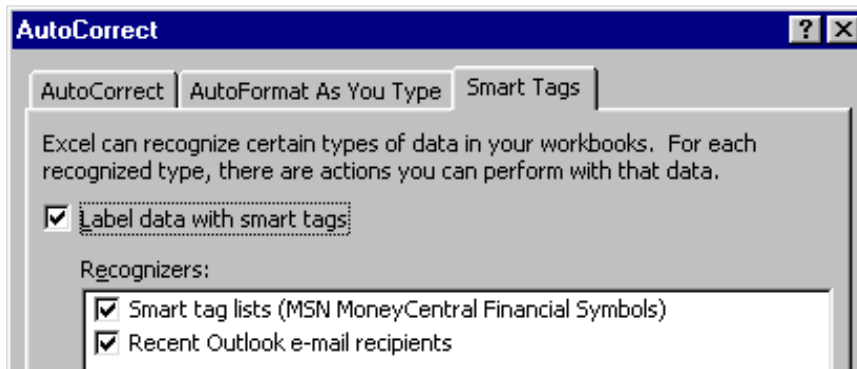 AutoCorrect
AutoCorrect AutoFormat As You Type Smart Tags
Excel can recognize certain types of data in your workbooks. For each
recognized type, there are actions you can perform with that data.
Label data with smart tags
Recognizers:
Smart tag lists (MSN MoneyCentral Financial Symbols)
Recent Outlook e-mail recipients